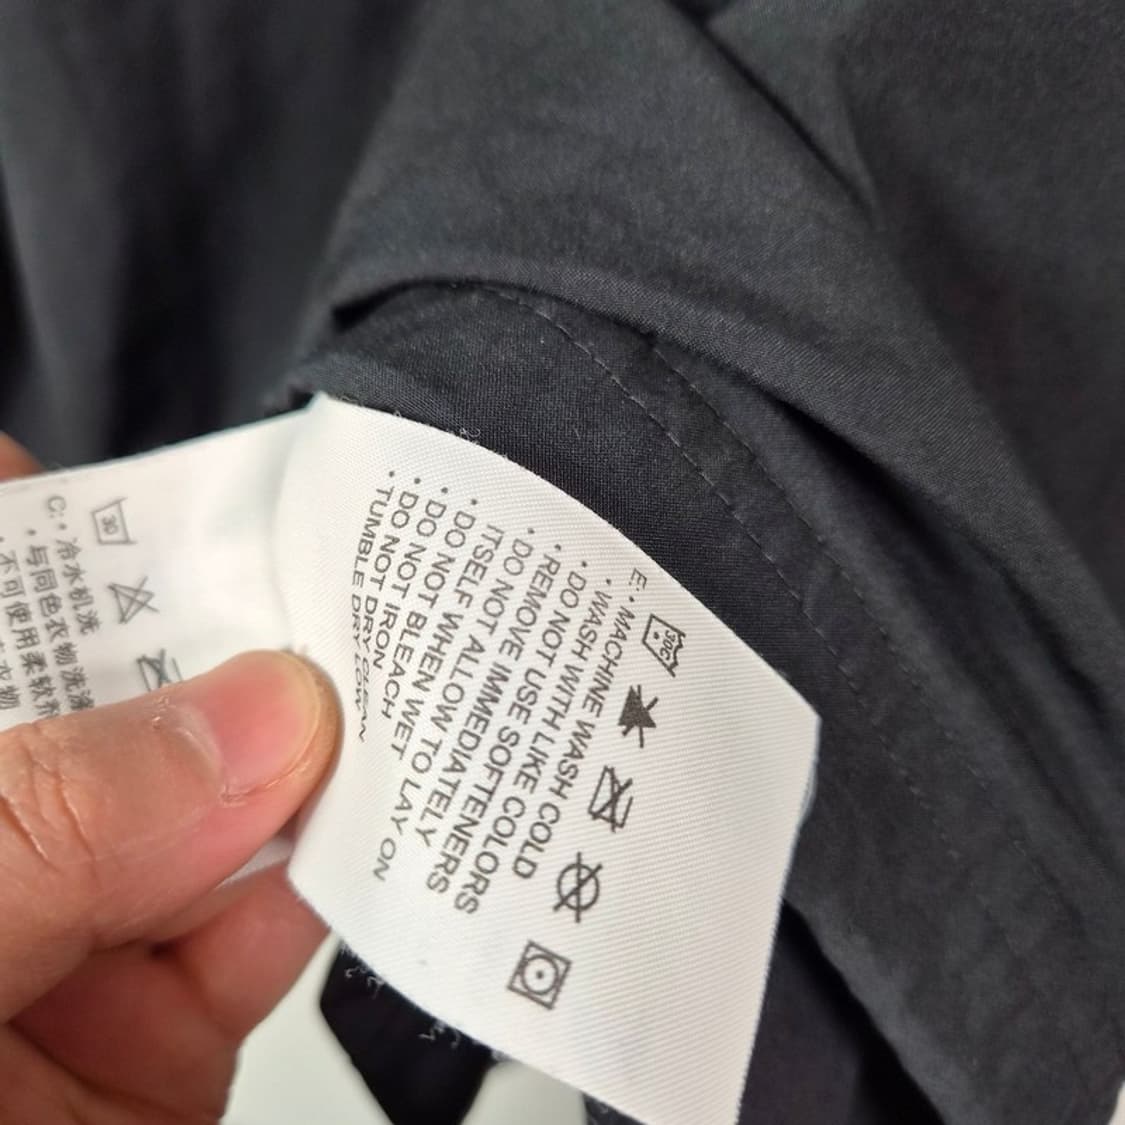 30C
E: • MACHINE WASH COLD
• WASH WITH LIKE COLORS
• DO NOT USE SOFTENERS
• REMOVE IMMEDIATELY
• DO NOT ALLOW TO LAY ON
ITSELF WHEN WET
• DO NOT BLEACH
• DO NOT IRON
• DO NOT DRY CLEAN
• TUMBLE DRY LOW
30
C: • 冷水机洗
• 与同色衣物洗涤
• 不可使用柔软剂